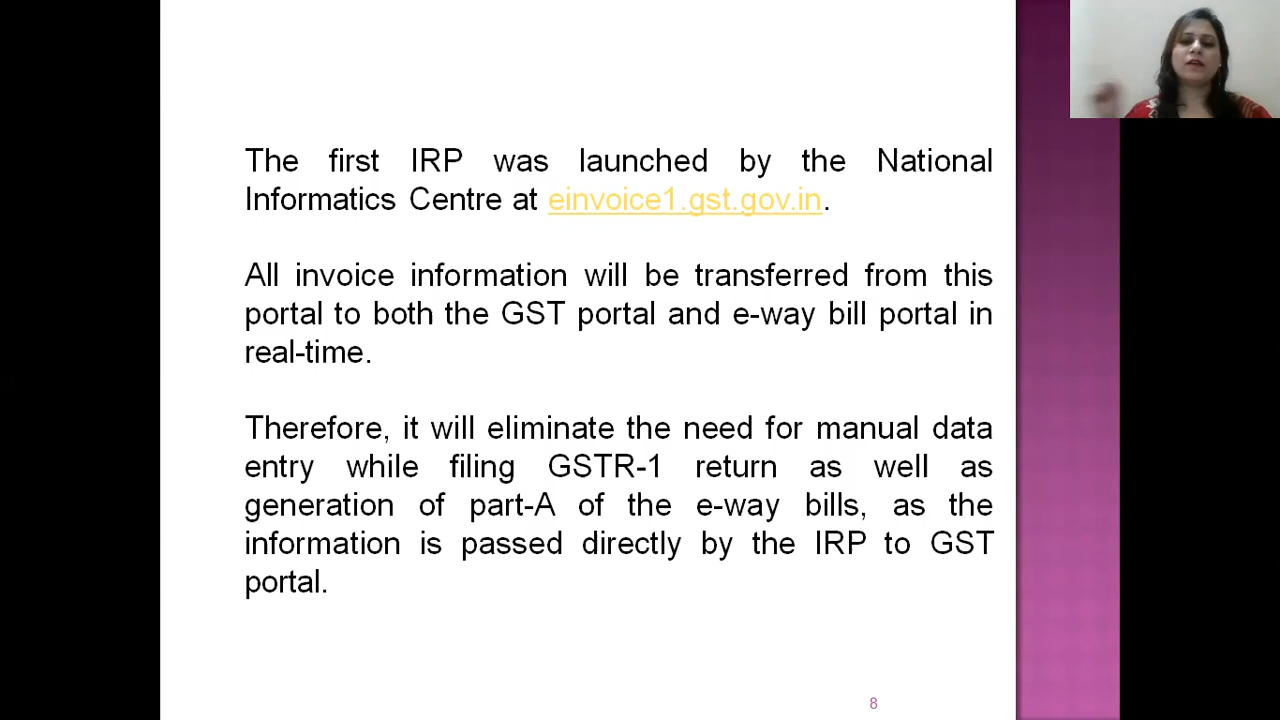 The first IRP was launched by the National
Informatics Centre at einvoice1.gst.gov.in.
All invoice information will be transferred from this
portal to both the GST portal and e-way bill portal in
real-time.
Therefore, it will eliminate the need for manual data
entry while filing GSTR-1 return as well as
generation of part-A of the e-way bills, as the
information is passed directly by the IRP to GST
portal.
8